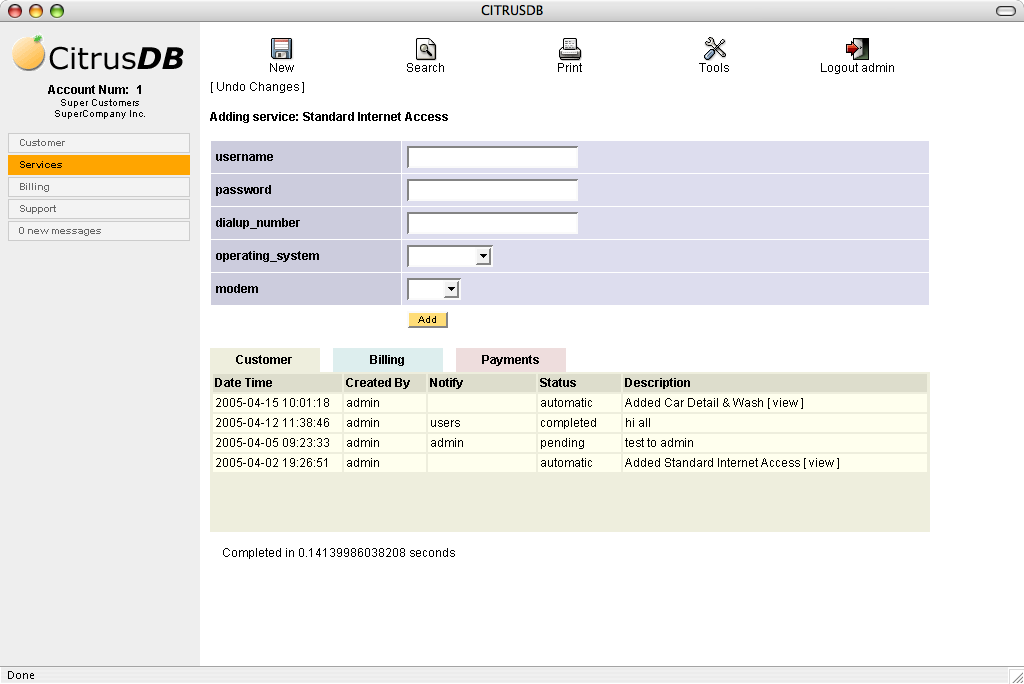 CITRUSDB
CitrusDB
Account Num: 1
Super Customers
SuperCompany Inc.
Customer
Services
Billing
Support
0 new messages
New Search Print Tools Logout admin
[ Undo Changes ]
Adding service: Standard Internet Access
username
password
dialup_number
operating_system
modem
Add
Customer Billing Payments
Date Time Created By Notify Status Description
2005-04-15 10:01:18 admin automatic Added Car Detail & Wash [ view ]
2005-04-12 11:38:46 admin users completed hi all
2005-04-05 09:23:33 admin admin pending test to admin
2005-04-02 19:26:51 admin automatic Added Standard Internet Access [ view ]
Completed in 0.14139986038208 seconds
Done